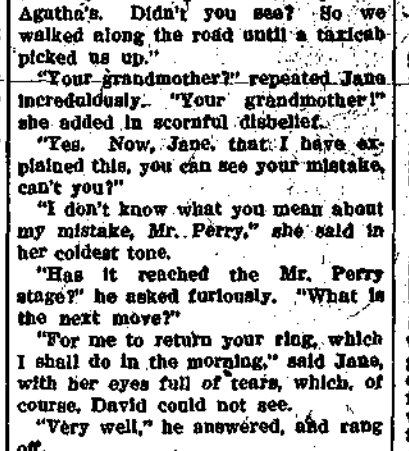 Agatha's. Didn't you see? So we
walked along the road until a taxicab
picked us up."
"Your grandmother?" repeated Jane
incredulously. "Your grandmother!"
she added in scornful disbelief.
"Yes. Now, Jane, that I have ex-
plained this, you can see your mistake,
can't you?"
"I don't know what you mean about
my mistake, Mr. Perry," she said in
her coldest tone.
"Has it reached the Mr. Perry
stage?" he asked furiously. "What is
the next move?"
"For me to return your ring, which
I shall do in the morning," said Jane,
with her eyes full of tears, which, of
course, David could not see.
"Very well," he answered, and rang
off.